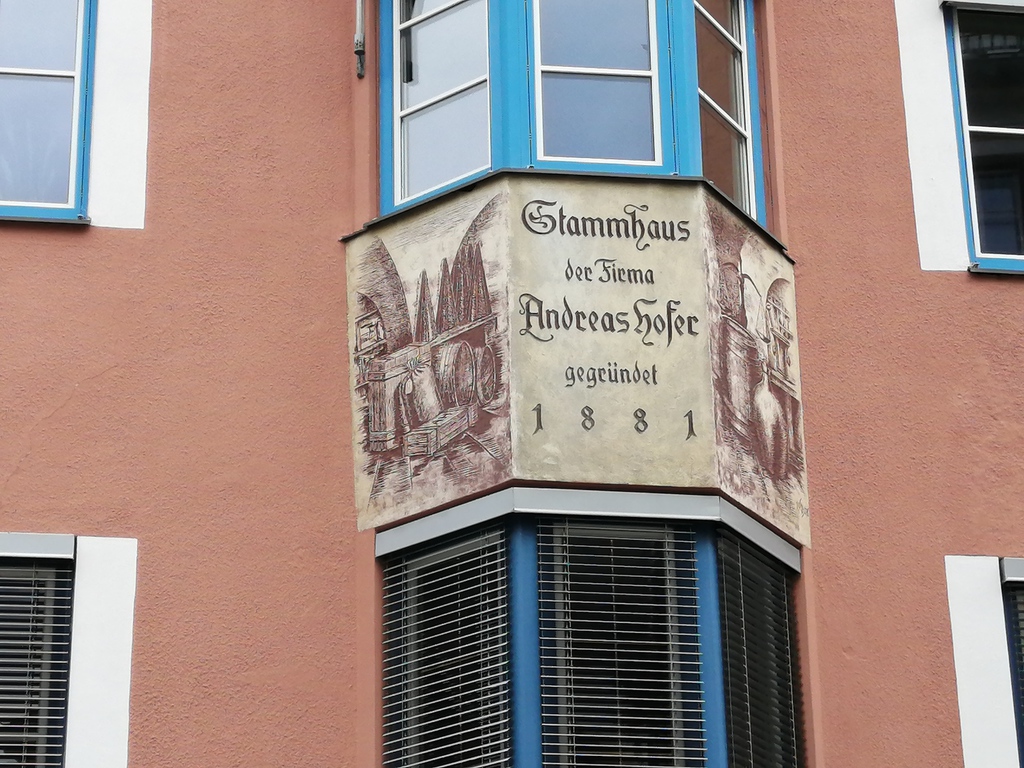 Stammhaus
der Firma
Andreas Hofer
gegründet
1881